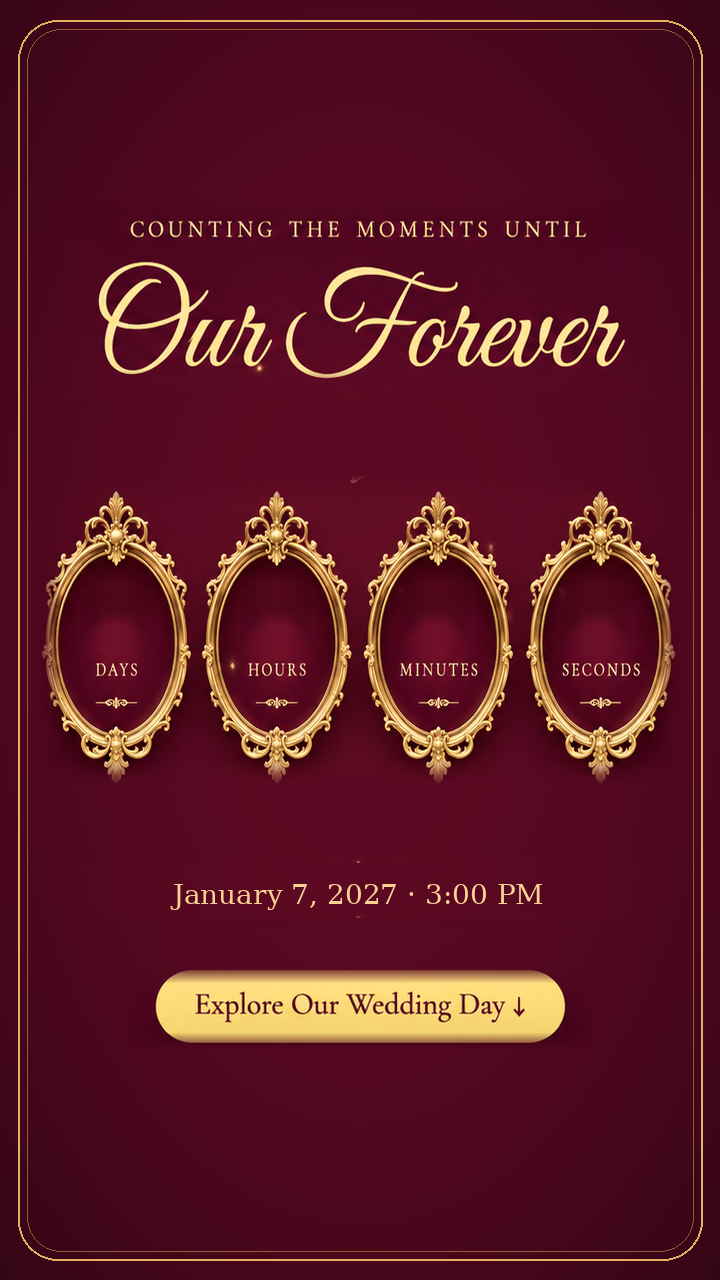 COUNTING THE MOMENTS UNTIL
Our Forever
DAYS
HOURS
MINUTES
SECONDS
January 7, 2027 · 3:00 PM
Explore Our Wedding Day ↓